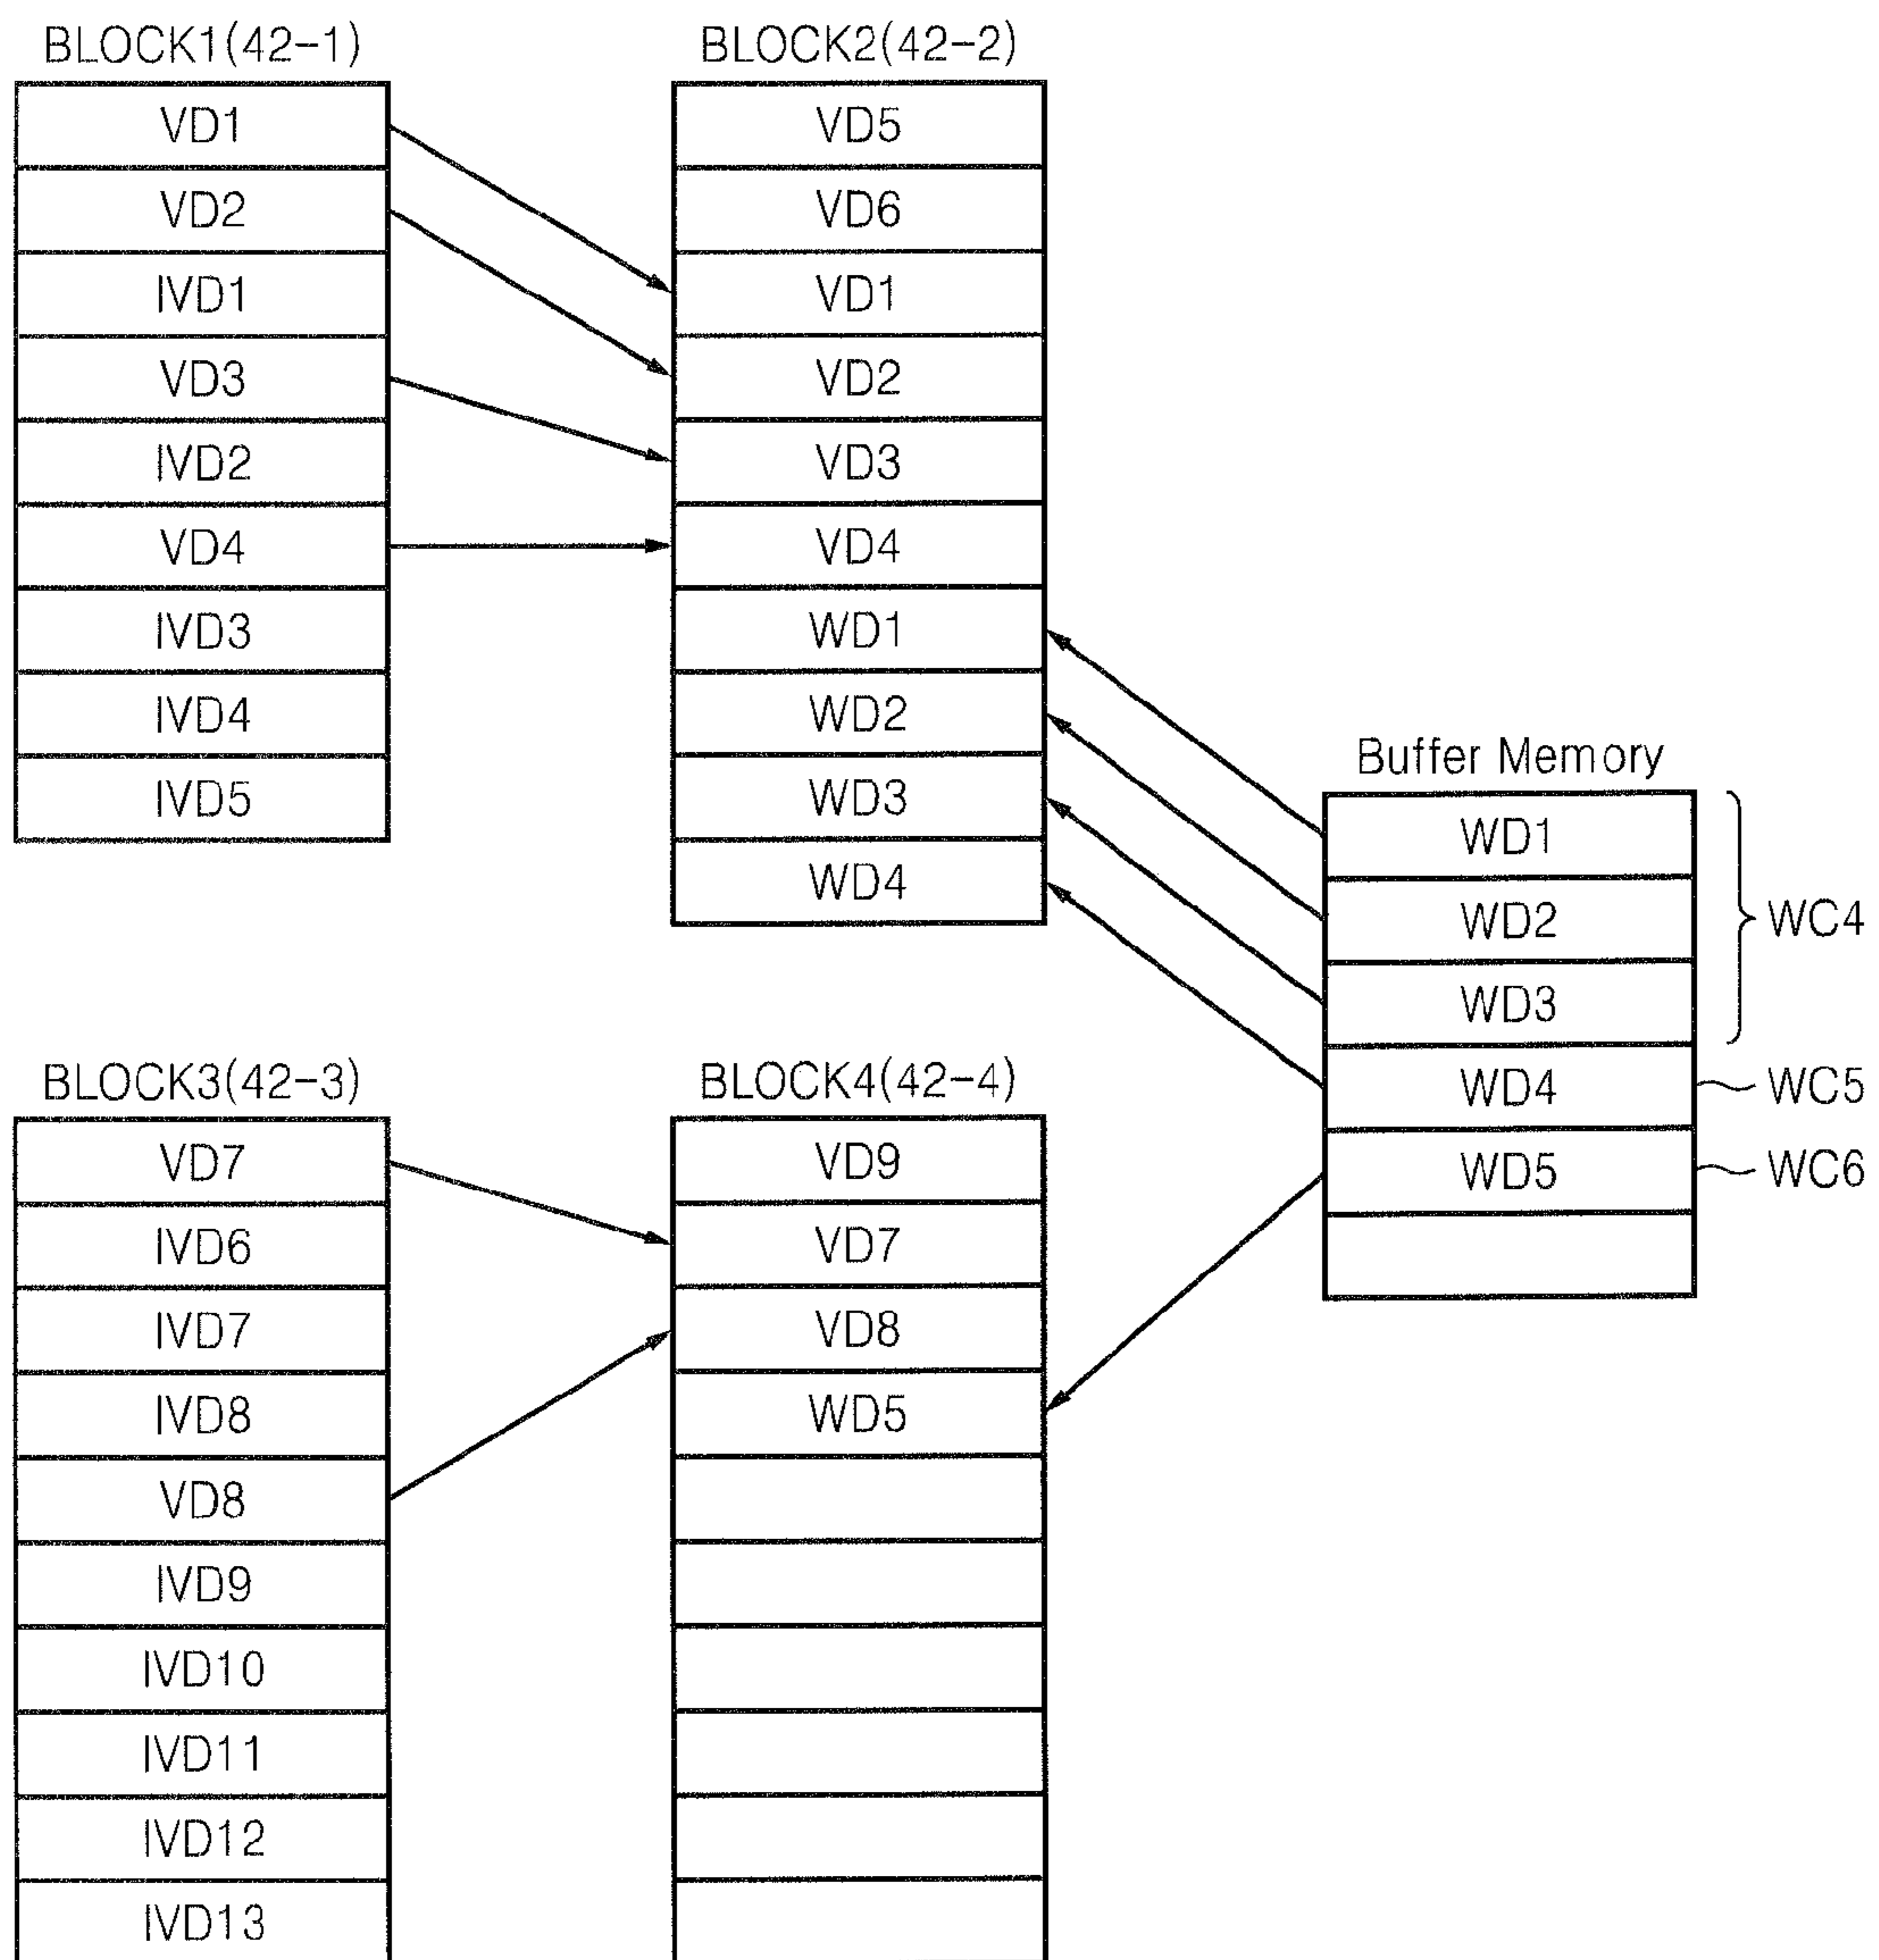 BLOCK1(42-1)
VD1
VD2
IVD1
VD3
IVD2
VD4
IVD3
IVD4
IVD5
BLOCK2(42-2)
VD5
VD6
VD1
VD2
VD3
VD4
WD1
WD2
WD3
WD4
Buffer Memory
WD1
WD2
WD3
WD4
WD5
WC4
WC5
WC6
BLOCK3(42-3)
VD7
IVD6
IVD7
IVD8
VD8
IVD9
IVD10
IVD11
IVD12
IVD13
BLOCK4(42-4)
VD9
VD7
VD8
WD5